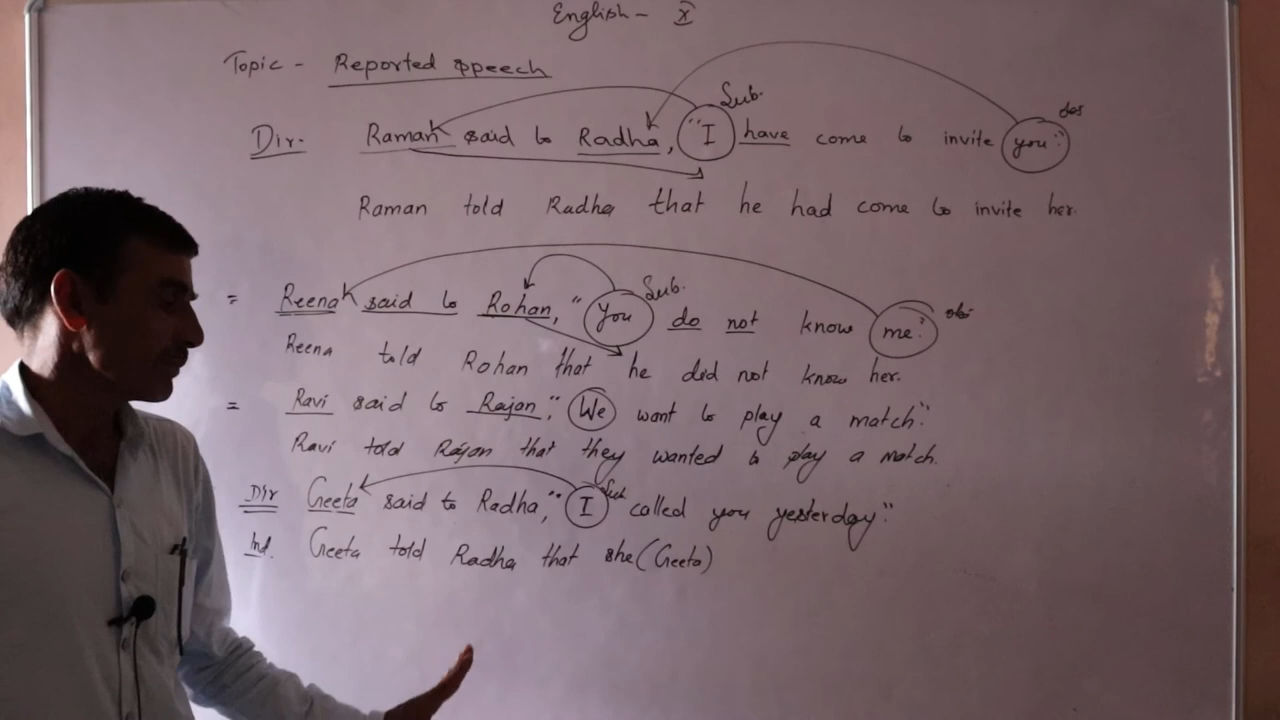 English - X
Topic - Reported speech
Sub.
Dir. Raman said to Radha, "I have come to invite you."
Raman told Radha that he had come to invite her.
Sub.
= Reena said to Rohan, "You do not know me."
Reena told Rohan that he did not know her.
= Ravi said to Rajan, "We want to play a match."
Ravi told Rajan that they wanted to play a match.
Sub
Dir Geeta said to Radha, "I called you yesterday."
Ind. Geeta told Radha that she (Geeta)